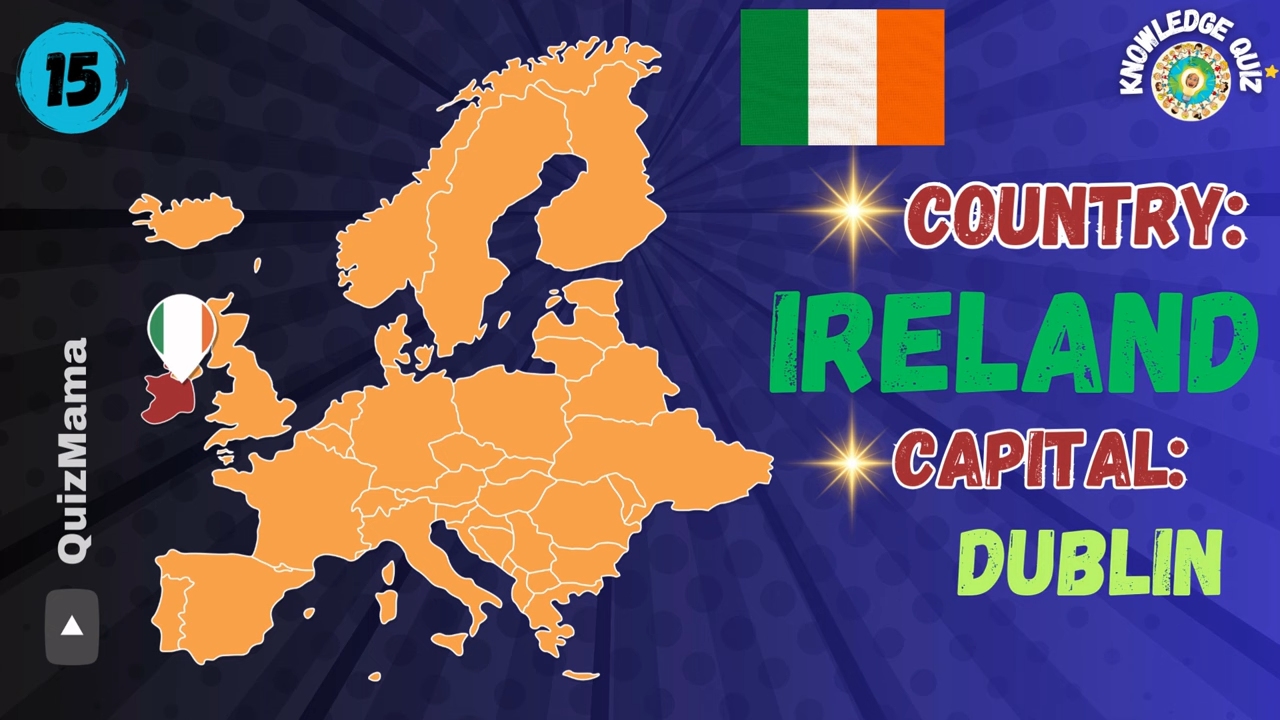 15
KNOWLEDGE QUIZ
COUNTRY:
IRELAND
CAPITAL:
DUBLIN
QuizMama